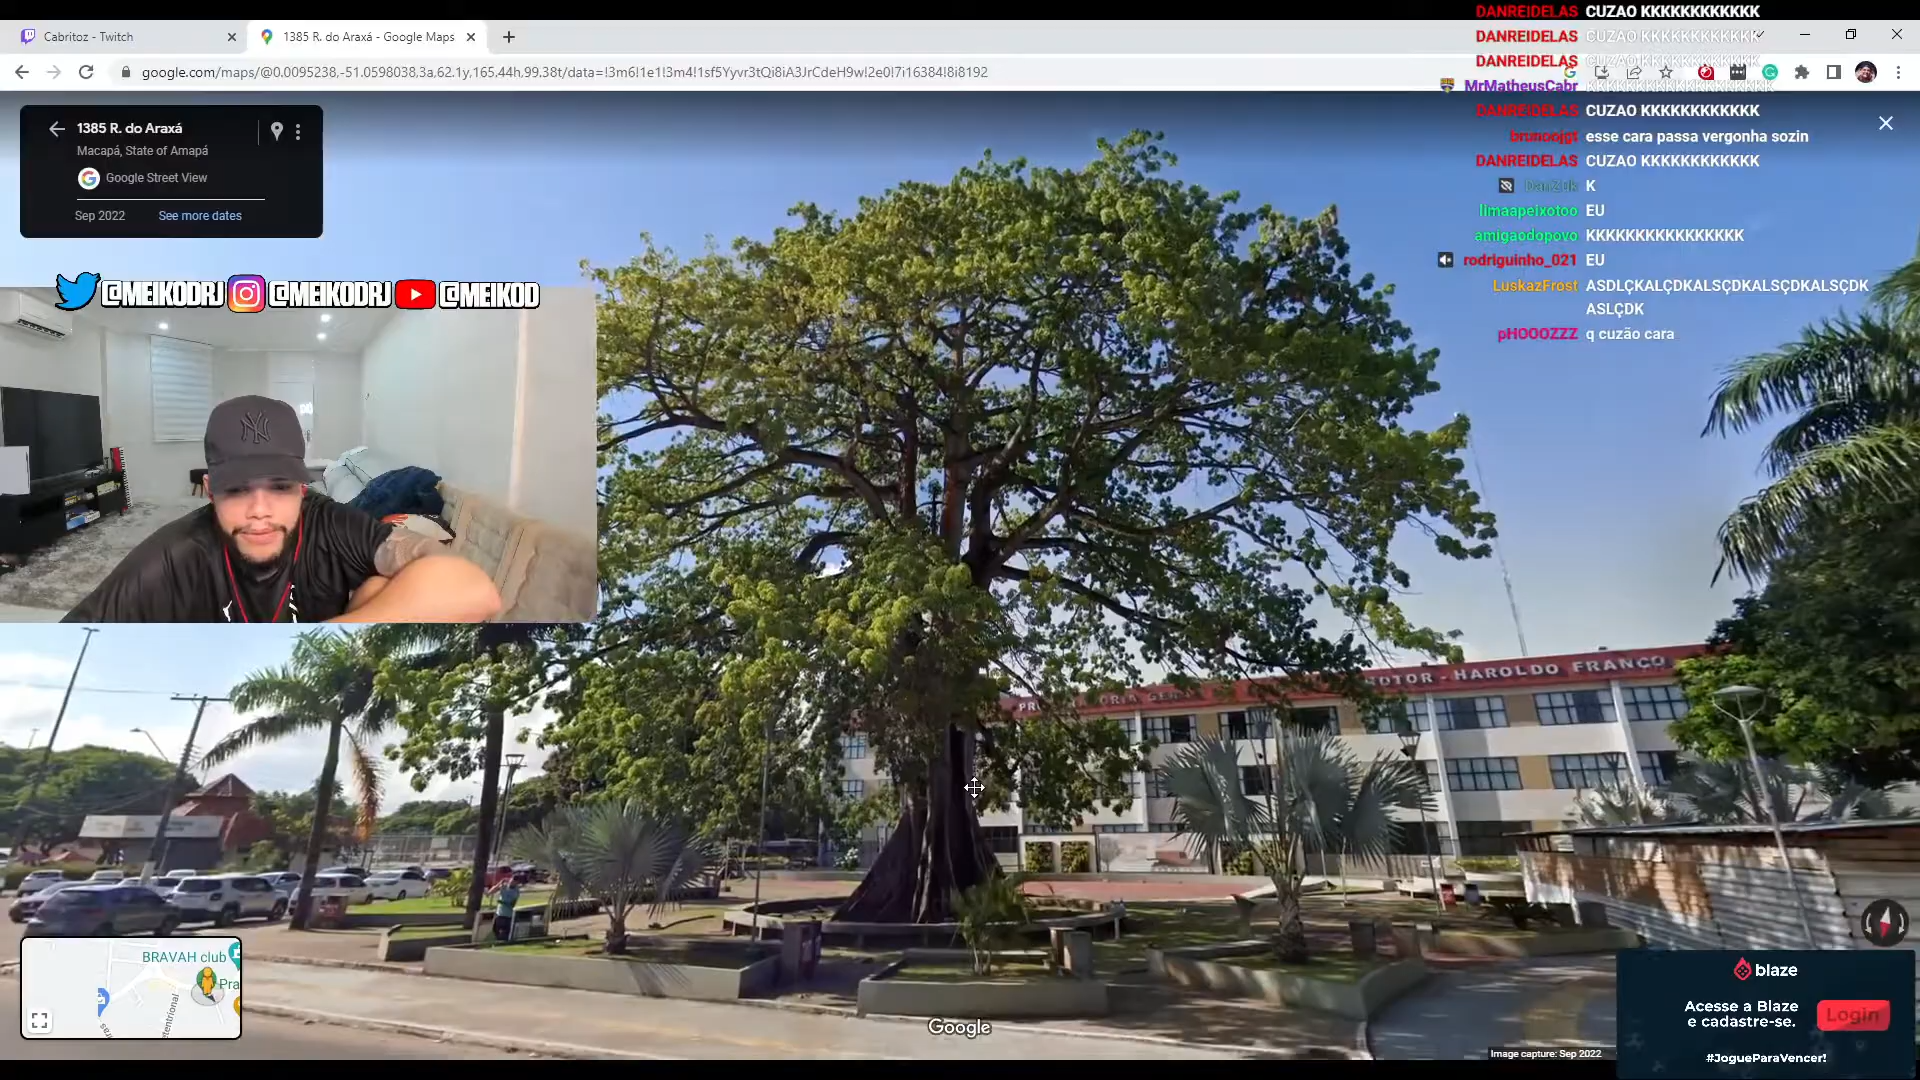 Cabritoz - Twitch
1385 R. do Araxá - Google Maps
google.com/maps/@0.0095238,-51.0598038,3a,62.1y,165.44h,99.38t/data=!3m6!1e1!3m4!1sf5Yyvr3tQi8iA3JrCdeH9w!2e0!7i16384!8i8192
1385 R. do Araxá
Macapá, State of Amapá
Google Street View
Sep 2022 See more dates
@MEIKODRJ @MEIKODRJ @MEIKOD
NY
DANREIDELAS CUZAO KKKKKKKKKKKK
DANREIDELAS CUZAO KKKKKKKKKKKK
DANREIDELAS
MrMatheusCabr
DANREIDELAS CUZAO KKKKKKKKKKKK
brunoojgt esse cara passa vergonha sozin
DANREIDELAS CUZAO KKKKKKKKKKKK
DanZdk K
limaapeixotoo EU
amigaodopovo KKKKKKKKKKKKKKKK
rodriguinho_021 EU
LuskazFrost ASDLÇKALÇDKALSÇDKALSÇDKALSÇDK
ASLÇDK
pHOOOZZZ q cuzão cara
HAROLDO FRANCO
BRAVAH club
Pra
Google
Image capture: Sep 2022
blaze
Acesse a Blaze
e cadastre-se.
Login
#JogueParaVencer!